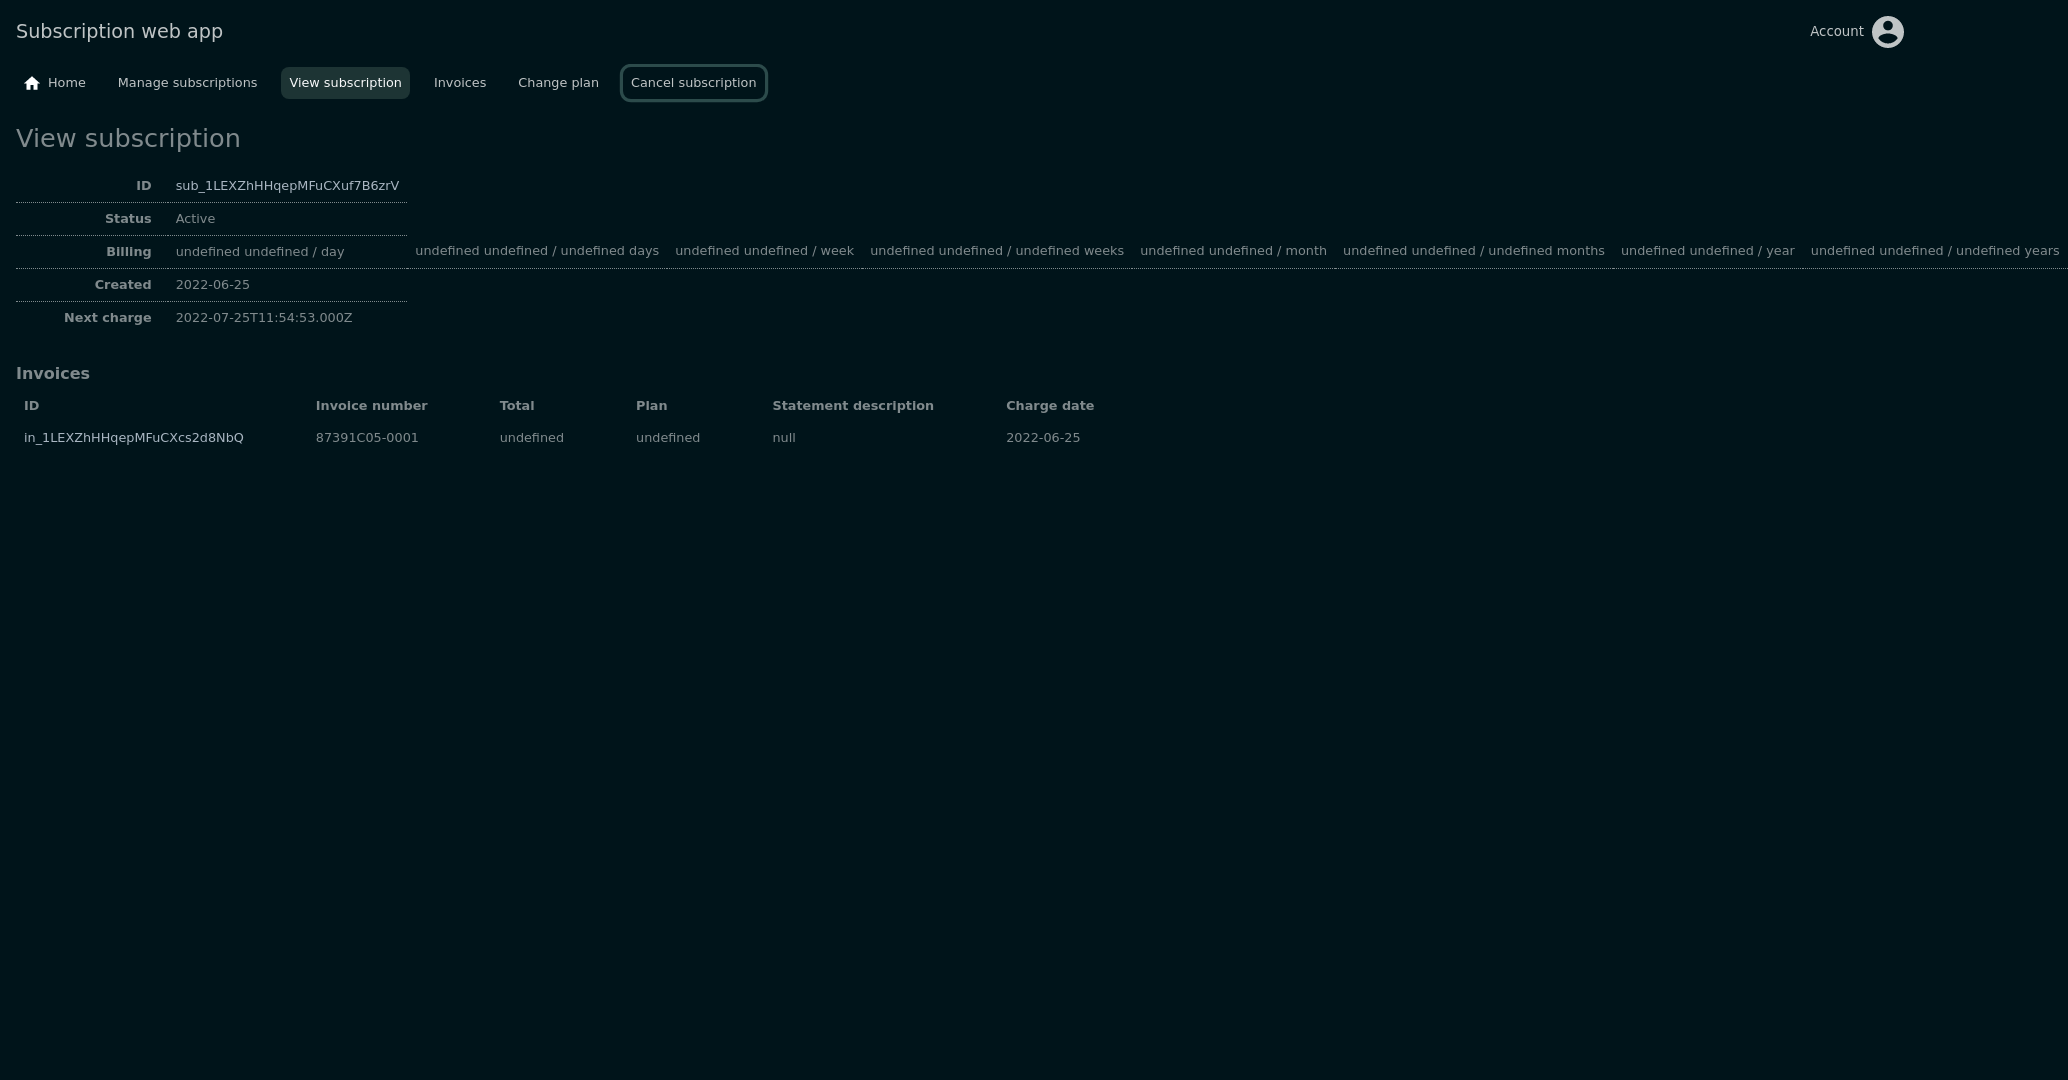 Subscription web app Account
Home Manage subscriptions View subscription Invoices Change plan Cancel subscription
View subscription
ID sub_1LEXZhHHqepMFuCXuf7B6zrV
Status Active
Billing undefined undefined / day undefined undefined / undefined days undefined undefined / week undefined undefined / undefined weeks undefined undefined / month undefined undefined / undefined months undefined undefined / year undefined undefined / undefined years
Created 2022-06-25
Next charge 2022-07-25T11:54:53.000Z
Invoices
ID Invoice number Total Plan Statement description Charge date
in_1LEXZhHHqepMFuCXcs2d8NbQ 87391C05-0001 undefined undefined null 2022-06-25